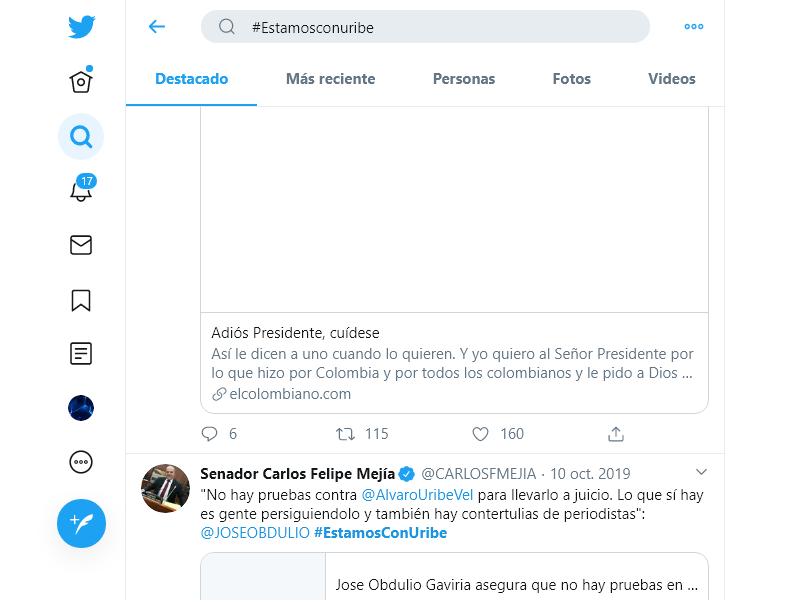 #Estamosconuribe
Destacado
Más reciente
Personas
Fotos
Videos
17
Adiós Presidente, cuídese
Así le dicen a uno cuando lo quieren. Y yo quiero al Señor Presidente por
lo que hizo por Colombia y por todos los colombianos y le pido a Dios ...
elcolombiano.com
6
115
160
Senador Carlos Felipe Mejía @CARLOSFMEJIA · 10 oct. 2019
"No hay pruebas contra @AlvaroUribeVel para llevarlo a juicio. Lo que sí hay
es gente persiguiendolo y también hay contertulias de periodistas":
@JOSEOBDULIO #EstamosConUribe
Jose Obdulio Gaviria asegura que no hay pruebas en ...